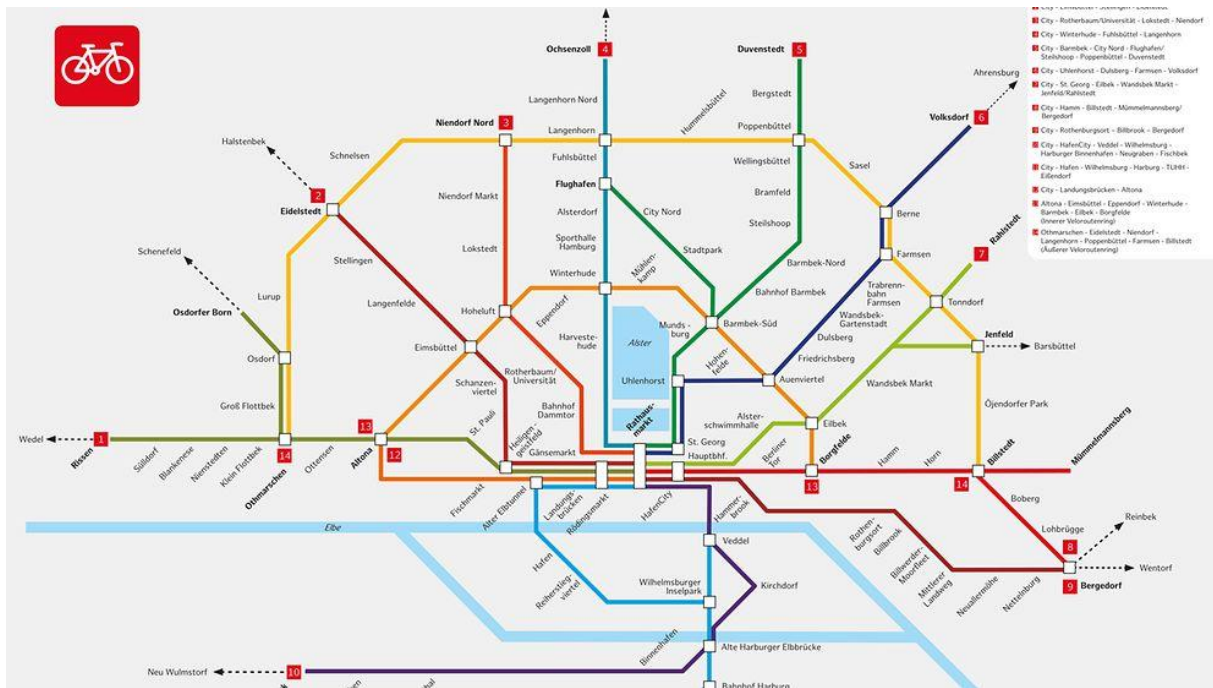 City - Eimsbüttel - Stellingen - Eidelstedt
3 City - Rotherbaum/Universität - Lokstedt - Niendorf
4 City - Winterhude - Fuhlsbüttel - Langenhorn
5 City - Barmbek - City Nord - Flughafen/
Steilshoop - Poppenbüttel - Duvenstedt
6 City - Uhlenhorst - Dulsberg - Farmsen - Volksdorf
7 City - St. Georg - Eilbek - Wandsbek Markt -
Jenfeld/Rahlstedt
City - Hamm - Billstedt - Mümmelmannsberg/
Bergedorf
City - Rothenburgsort - Billbrook - Bergedorf
City - HafenCity - Veddel - Wilhelmsburg -
Harburger Binnenhafen - Neugraben - Fischbek
City - Hafen - Wilhelmsburg - Harburg - TUHH -
Eißendorf
City - Landungsbrücken - Altona
Altona - Eimsbüttel - Eppendorf - Winterhude -
Barmbek - Eilbek - Borgfelde
(Innerer Veloroutenring)
Othmarschen - Eidelstedt - Niendorf -
Langenhorn - Poppenbüttel - Farmsen - Billstedt
(Äußerer Veloroutenring)
Ochsenzoll 4
Duvenstedt 5
Ahrensburg
Langenhorn Nord
Bergstedt
Hummelsbüttel
Volksdorf 6
Niendorf Nord 3
Langenhorn
Poppenbüttel
Halstenbek
Schnelsen
Fuhlsbüttel
Wellingsbüttel
Sasel
Flughafen
2
Eidelstedt
Niendorf Markt
Alsterdorf
City Nord
Bramfeld
Steilshoop
Berne
Rahlstedt
7
Schenefeld
Stellingen
Lokstedt
Sporthalle
Hamburg
Stadtpark
Farmsen
Barmbek-Nord
Lurup
Langenfelde
Winterhude
Mühlen-
kamp
Bahnhof Barmbek
Trabrenn-
bahn
Farmsen
Tonndorf
Osdorfer Born
Hoheluft
Eppendorf
Wandsbek-
Gartenstadt
Harveste-
hude
Munds-
burg
Barmbek-Süd
Dulsberg
Jenfeld
Barsbüttel
Osdorf
Eimsbüttel
Alster
Hohen-
felde
Friedrichsberg
Schanzen-
viertel
Rotherbaum/
Universität
Uhlenhorst
Auenviertel
Wandsbek Markt
Groß Flottbek
St. Pauli
Bahnhof
Dammtor
Rathaus-
markt
Alster-
schwimmhalle
Eilbek
Öjendorfer Park
Wedel
1
Rissen
Sülldorf
Blankenese
Nienstedten
Klein Flottbek
14
Othmarschen
Ottensen
13
Altona
12
Heiligen-
geistfeld
Gänsemarkt
St. Georg
Hauptbhf.
Berliner
Tor
Borgfelde
13
Hamm
Horn
Billstedt
14
Mümmelmannsberg
Fischmarkt
Alter Elbtunnel
Landungs-
brücken
Rödingsmarkt
HafenCity
Hammer-
brook
Boberg
Lohbrügge
Reinbek
Elbe
Hafen
Veddel
Rothen-
burgsort
Billbrook
Billwerder-
Moorfleet
Mittlerer
Landweg
Neuallermöhe
Nettelnburg
8
Wentorf
9 Bergedorf
Reiherstieg-
viertel
Wilhelmsburger
Inselpark
Kirchdorf
Binnenhafen
Alte Harburger Elbbrücke
Neu Wulmstorf
10
Bahnhof Harburg